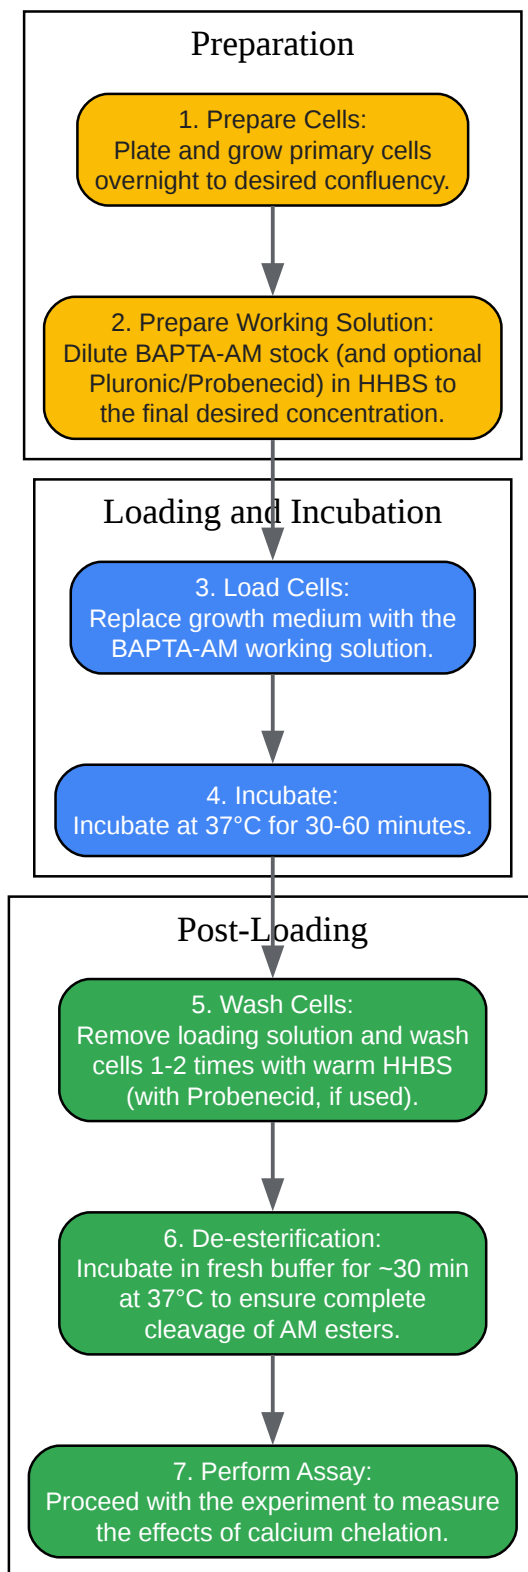 Preparation
1. Prepare Cells:
Plate and grow primary cells
overnight to desired confluency.
2. Prepare Working Solution:
Dilute BAPTA-AM stock (and optional
Pluronic/Probenecid) in HHBS to
the final desired concentration.
Loading and Incubation
3. Load Cells:
Replace growth medium with the
BAPTA-AM working solution.
4. Incubate:
Incubate at 37°C for 30-60 minutes.
Post-Loading
5. Wash Cells:
Remove loading solution and wash
cells 1-2 times with warm HHBS
(with Probenecid, if used).
6. De-esterification:
Incubate in fresh buffer for ~30 min
at 37°C to ensure complete
cleavage of AM esters.
7. Perform Assay:
Proceed with the experiment to measure
the effects of calcium chelation.